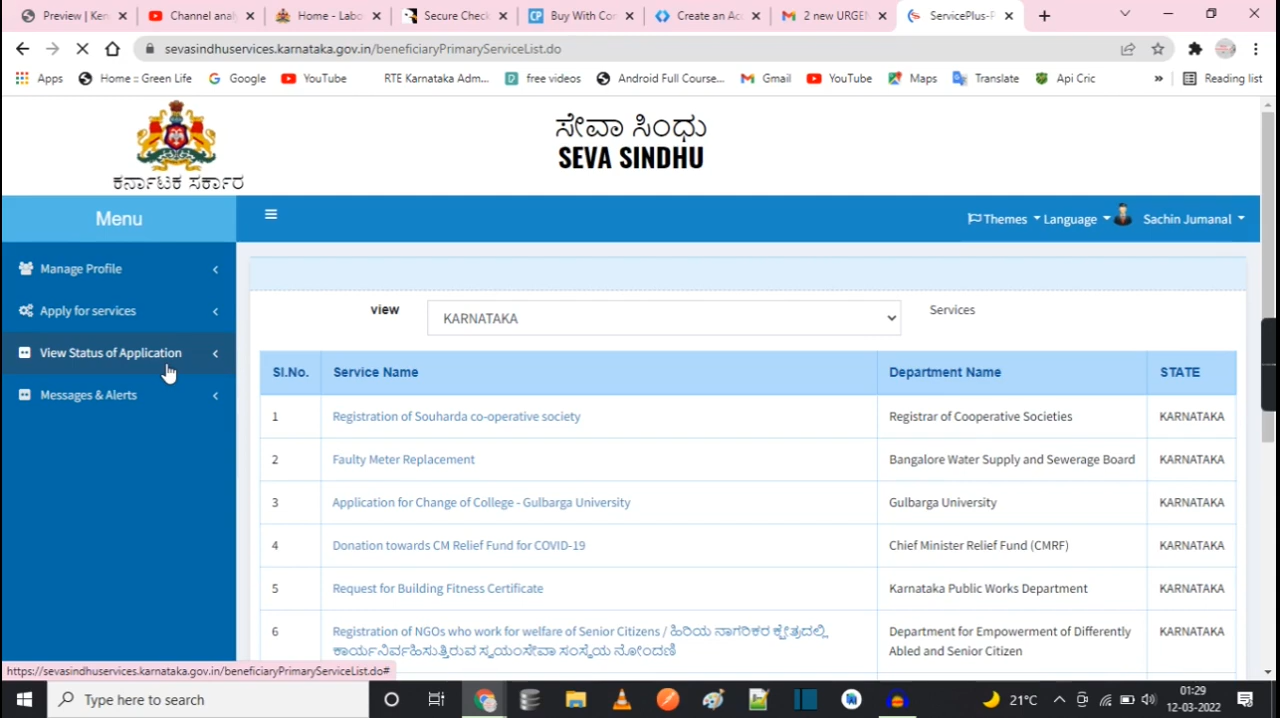 Preview | Ken
Channel anal
Home - Labo
Secure Check
Buy With Con
Create an Acc
2 new URGEN
ServicePlus-P
sevasindhuservices.karnataka.gov.in/beneficiaryPrimaryServiceList.do
Apps
Home :: Green Life
Google
YouTube
RTE Karnataka Adm...
free videos
Android Full Course...
Gmail
YouTube
Maps
Translate
Api Cric
Reading list
ಕರ್ನಾಟಕ ಸರ್ಕಾರ
ಸೇವಾ ಸಿಂಧು
SEVA SINDHU
Menu
Themes
Language
Sachin Jumanal
Manage Profile
Apply for services
View Status of Application
Messages & Alerts
view
KARNATAKA
Services
Sl.No. Service Name Department Name STATE
1 Registration of Souharda co-operative society Registrar of Cooperative Societies KARNATAKA
2 Faulty Meter Replacement Bangalore Water Supply and Sewerage Board KARNATAKA
3 Application for Change of College - Gulbarga University Gulbarga University KARNATAKA
4 Donation towards CM Relief Fund for COVID-19 Chief Minister Relief Fund (CMRF) KARNATAKA
5 Request for Building Fitness Certificate Karnataka Public Works Department KARNATAKA
6 Registration of NGOs who work for welfare of Senior Citizens / ಹಿರಿಯ ನಾಗರಿಕರ ಕ್ಷೇತ್ರದಲ್ಲಿ Department for Empowerment of Differently KARNATAKA
ಕಾರ್ಯನಿರ್ವಹಿಸುತ್ತಿರುವ ಸ್ವಯಂಸೇವಾ ಸಂಸ್ಥೆಯ ನೋಂದಣಿ Abled and Senior Citizen
https://sevasindhuservices.karnataka.gov.in/beneficiaryPrimaryServiceList.do#
Type here to search
21°C
01:29
12-03-2022